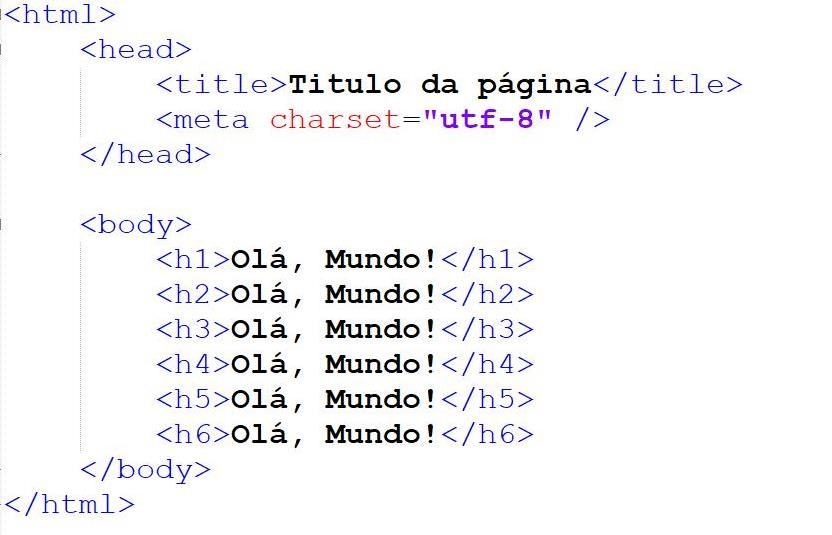 <html>
<head>
<title>Titulo da página</title>
<meta charset="utf-8" />
</head>
<body>
<h1>Olá, Mundo!</h1>
<h2>Olá, Mundo!</h2>
<h3>Olá, Mundo!</h3>
<h4>Olá, Mundo!</h4>
<h5>Olá, Mundo!</h5>
<h6>Olá, Mundo!</h6>
</body>
</html>